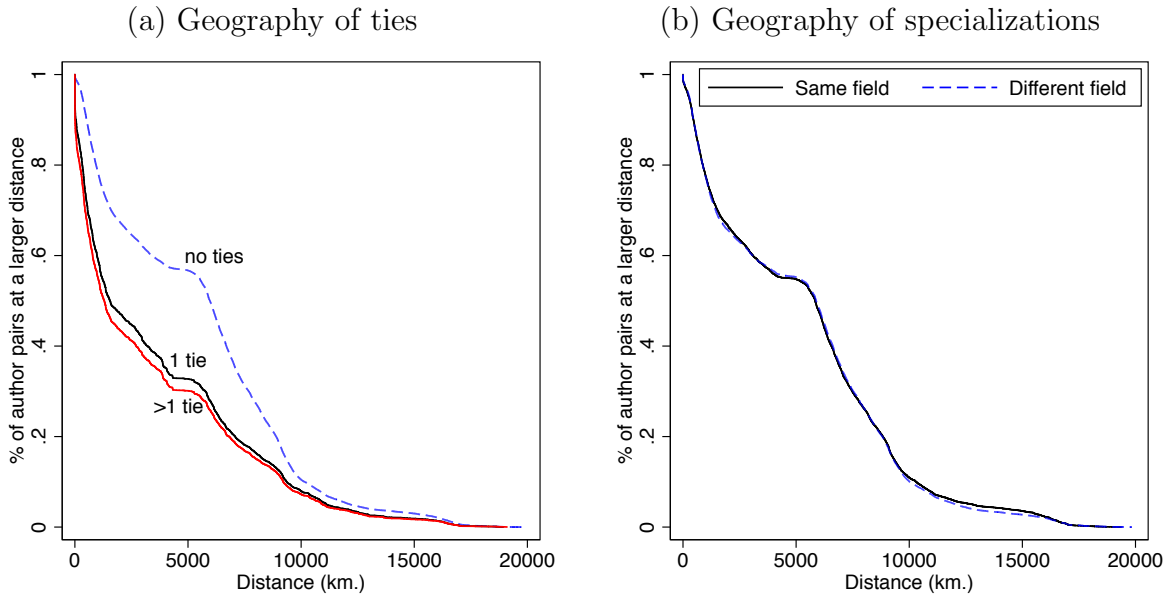 (a) Geography of ties
% of author pairs at a larger distance
1
.8
.6
.4
.2
0
no ties
1 tie
>1 tie
0 5000 10000 15000 20000
Distance (km.)
(b) Geography of specializations
% of author pairs at a larger distance
1
.8
.6
.4
.2
0
Same field Different field
0 5000 10000 15000 20000
Distance (km.)